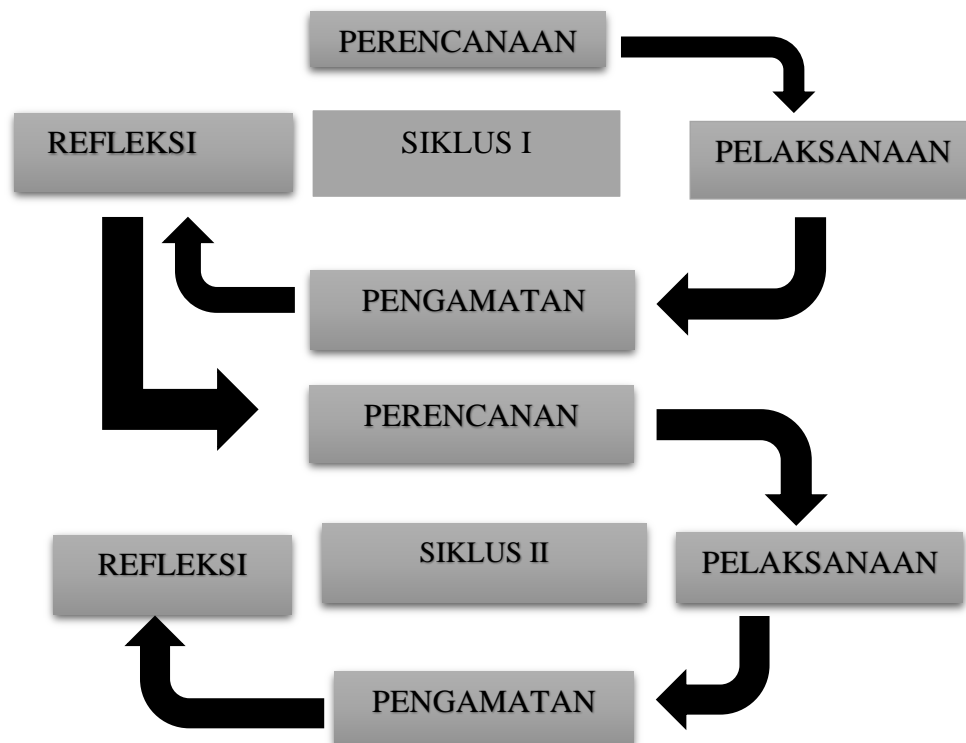 PERENCANAAN
REFLEKSI
SIKLUS I
PELAKSANAAN
PENGAMATAN
PERENCANAN
REFLEKSI
SIKLUS II
PELAKSANAAN
PENGAMATAN